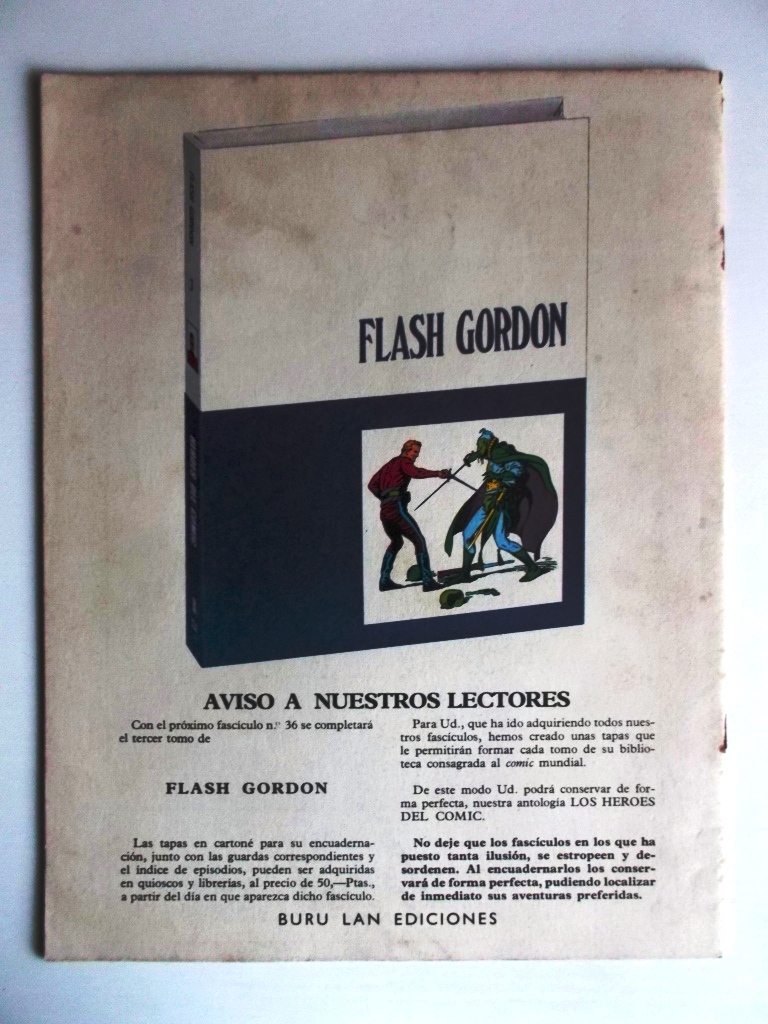 FLASH GORDON
AVISO A NUESTROS LECTORES
Con el próximo fascículo n.º 36 se completará
el tercer tomo de
FLASH GORDON
Las tapas en cartoné para su encuaderna-
ción, junto con las guardas correspondientes y
el índice de episodios, pueden ser adquiridas
en quioscos y librerías, al precio de 50,—Ptas.,
a partir del día en que aparezca dicho fascículo.
Para Ud., que ha ido adquiriendo todos nues-
tros fascículos, hemos creado unas tapas que
le permitirán formar cada tomo de su biblio-
teca consagrada al comic mundial.
De este modo Ud. podrá conservar de for-
ma perfecta, nuestra antología LOS HEROES
DEL COMIC.
No deje que los fascículos en los que ha
puesto tanta ilusión, se estropeen y de-
sordenen. Al encuadernarlos los conser-
vará de forma perfecta, pudiendo localizar
de inmediato sus aventuras preferidas.
BURU LAN EDICIONES